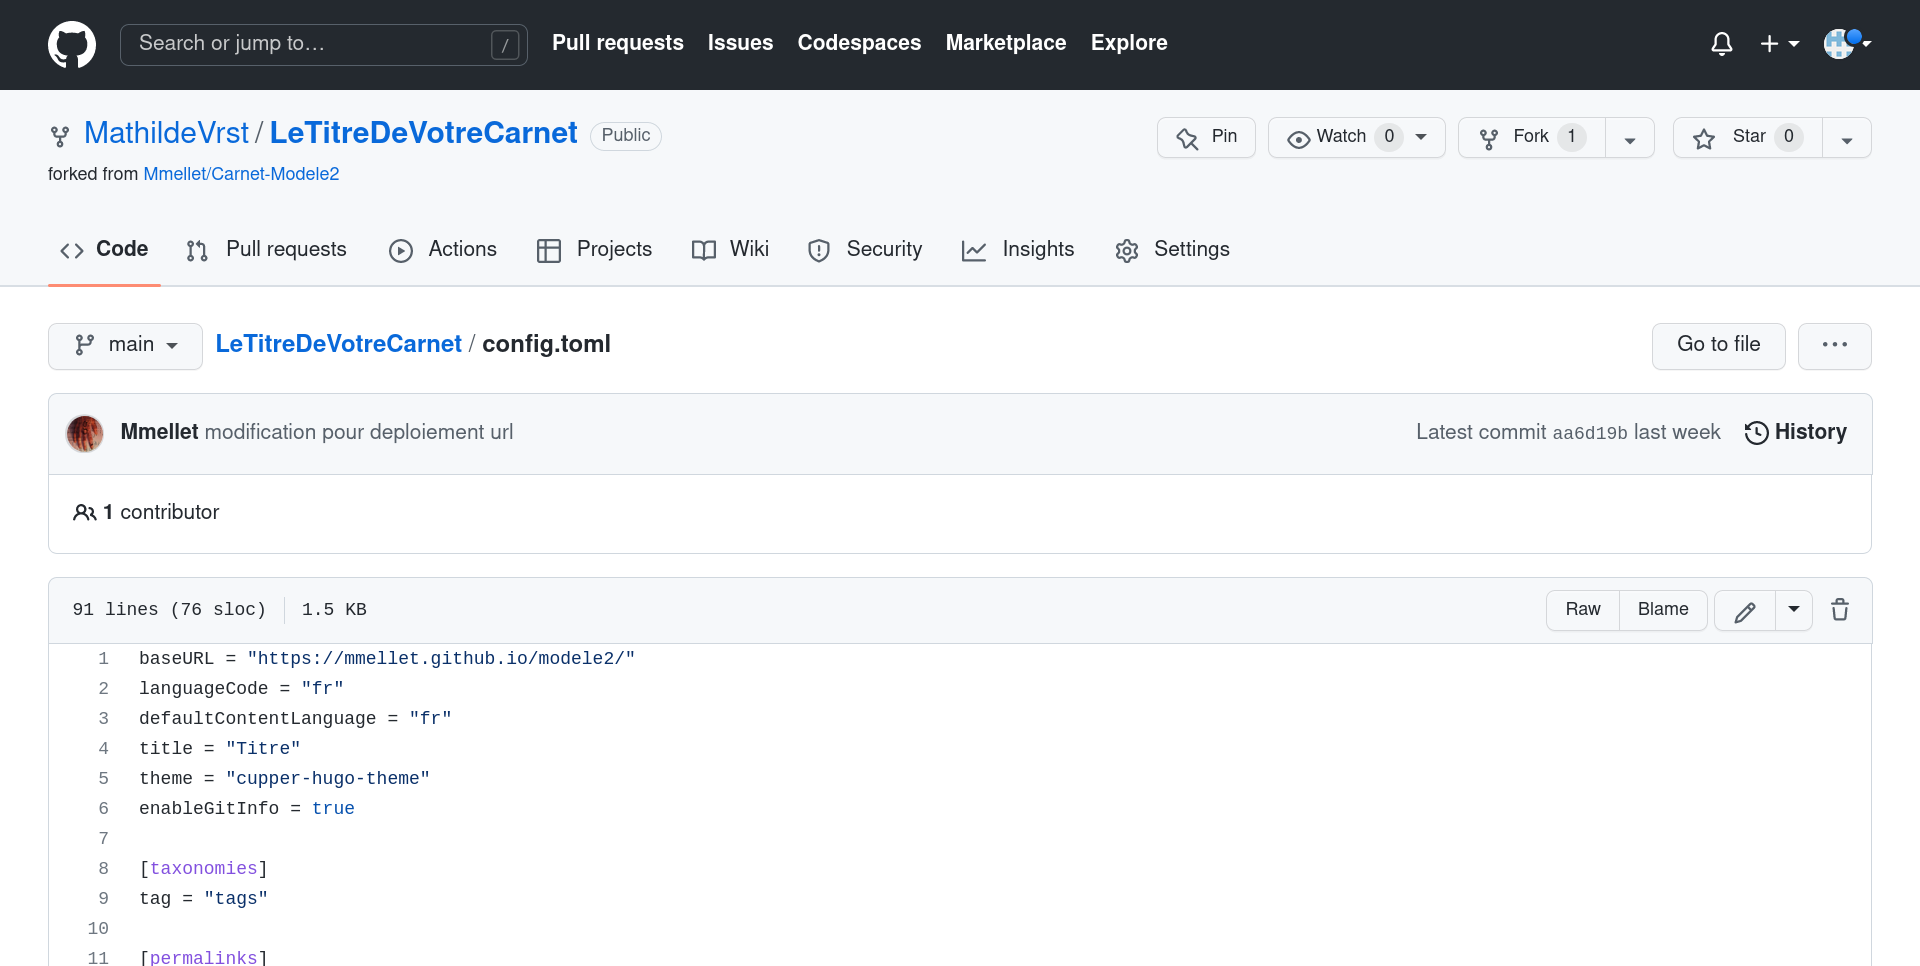 Search or jump to… / Pull requests Issues Codespaces Marketplace Explore
MathildeVrst / LeTitreDeVotreCarnet Public Pin Watch 0 Fork 1 Star 0
forked from Mmellet/Carnet-Modele2
Code Pull requests Actions Projects Wiki Security Insights Settings
main LeTitreDeVotreCarnet / config.toml Go to file ···
Mmellet modification pour deploiement url Latest commit aa6d19b last week History
1 contributor
91 lines (76 sloc) 1.5 KB Raw Blame
1 baseURL = "https://mmellet.github.io/modele2/"
2 languageCode = "fr"
3 defaultContentLanguage = "fr"
4 title = "Titre"
5 theme = "cupper-hugo-theme"
6 enableGitInfo = true
7
8 [taxonomies]
9 tag = "tags"
10
11 [permalinks]